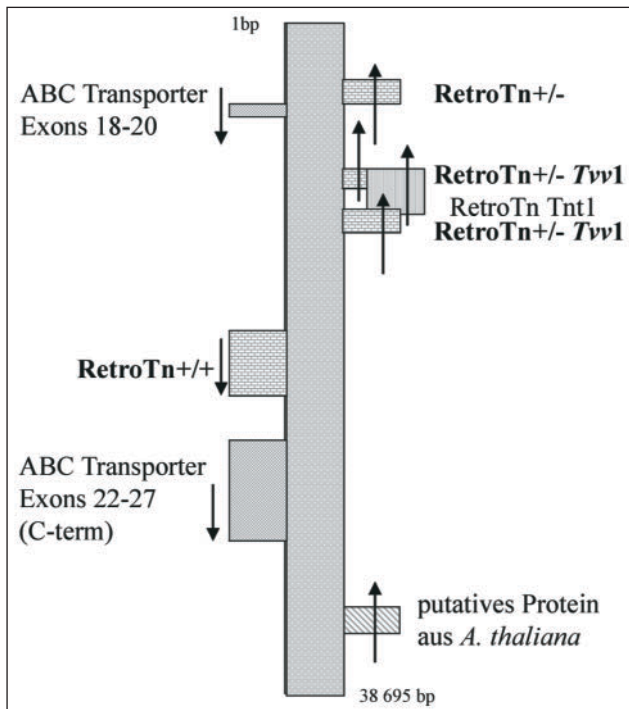 1bp
ABC Transporter
Exons 18-20
RetroTn+/-
RetroTn+/- Tvv1
RetroTn Tnt1
RetroTn+/- Tvv1
RetroTn+/+
ABC Transporter
Exons 22-27
(C-term)
putatives Protein
aus A. thaliana
38 695 bp